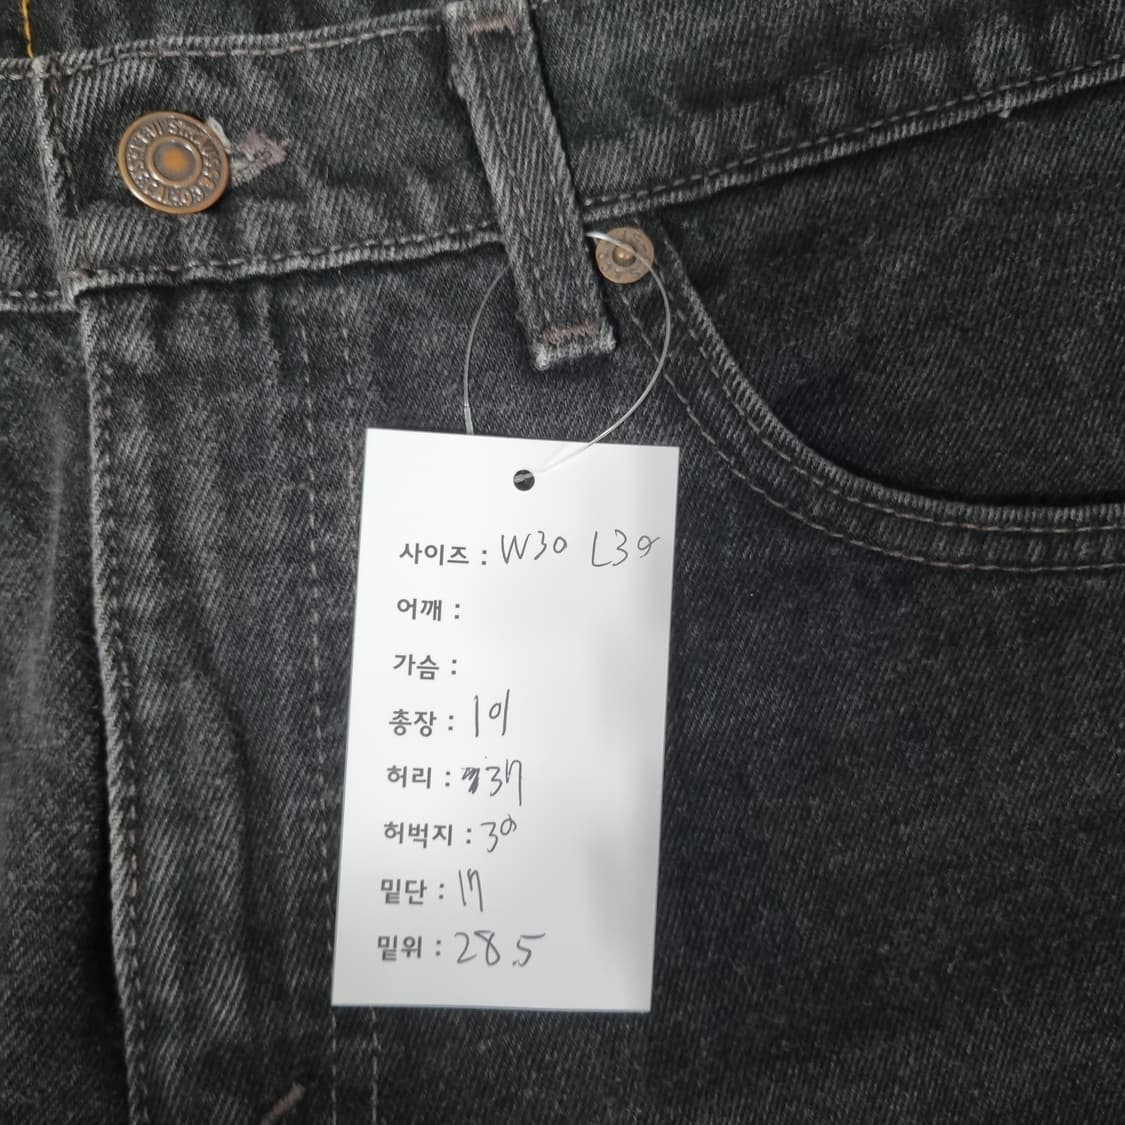 사이즈 : W30 L30
어깨 :
가슴 :
총장 : 101
허리 : 37
허벅지 : 30
밑단 : 17
밑위 : 28.5